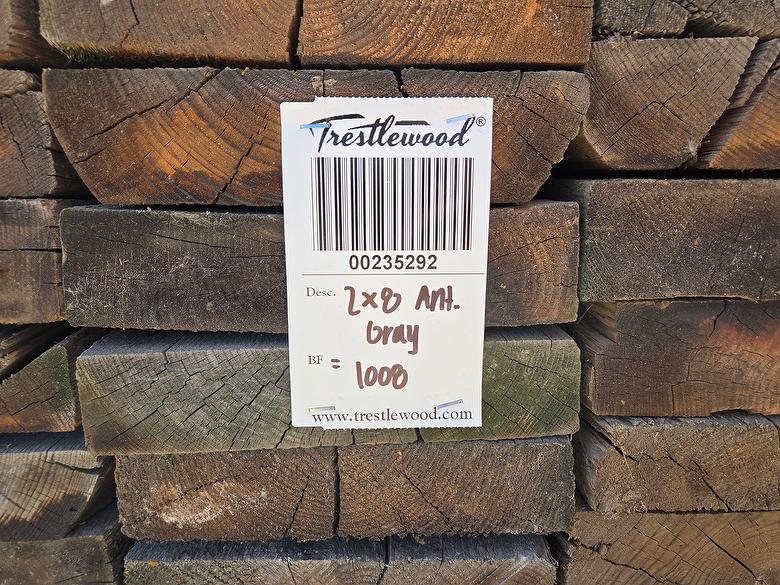 Trestlewood®
00235292
Desc. 2x8 Ant.
Gray
BF = 1008
www.trestlewood.com